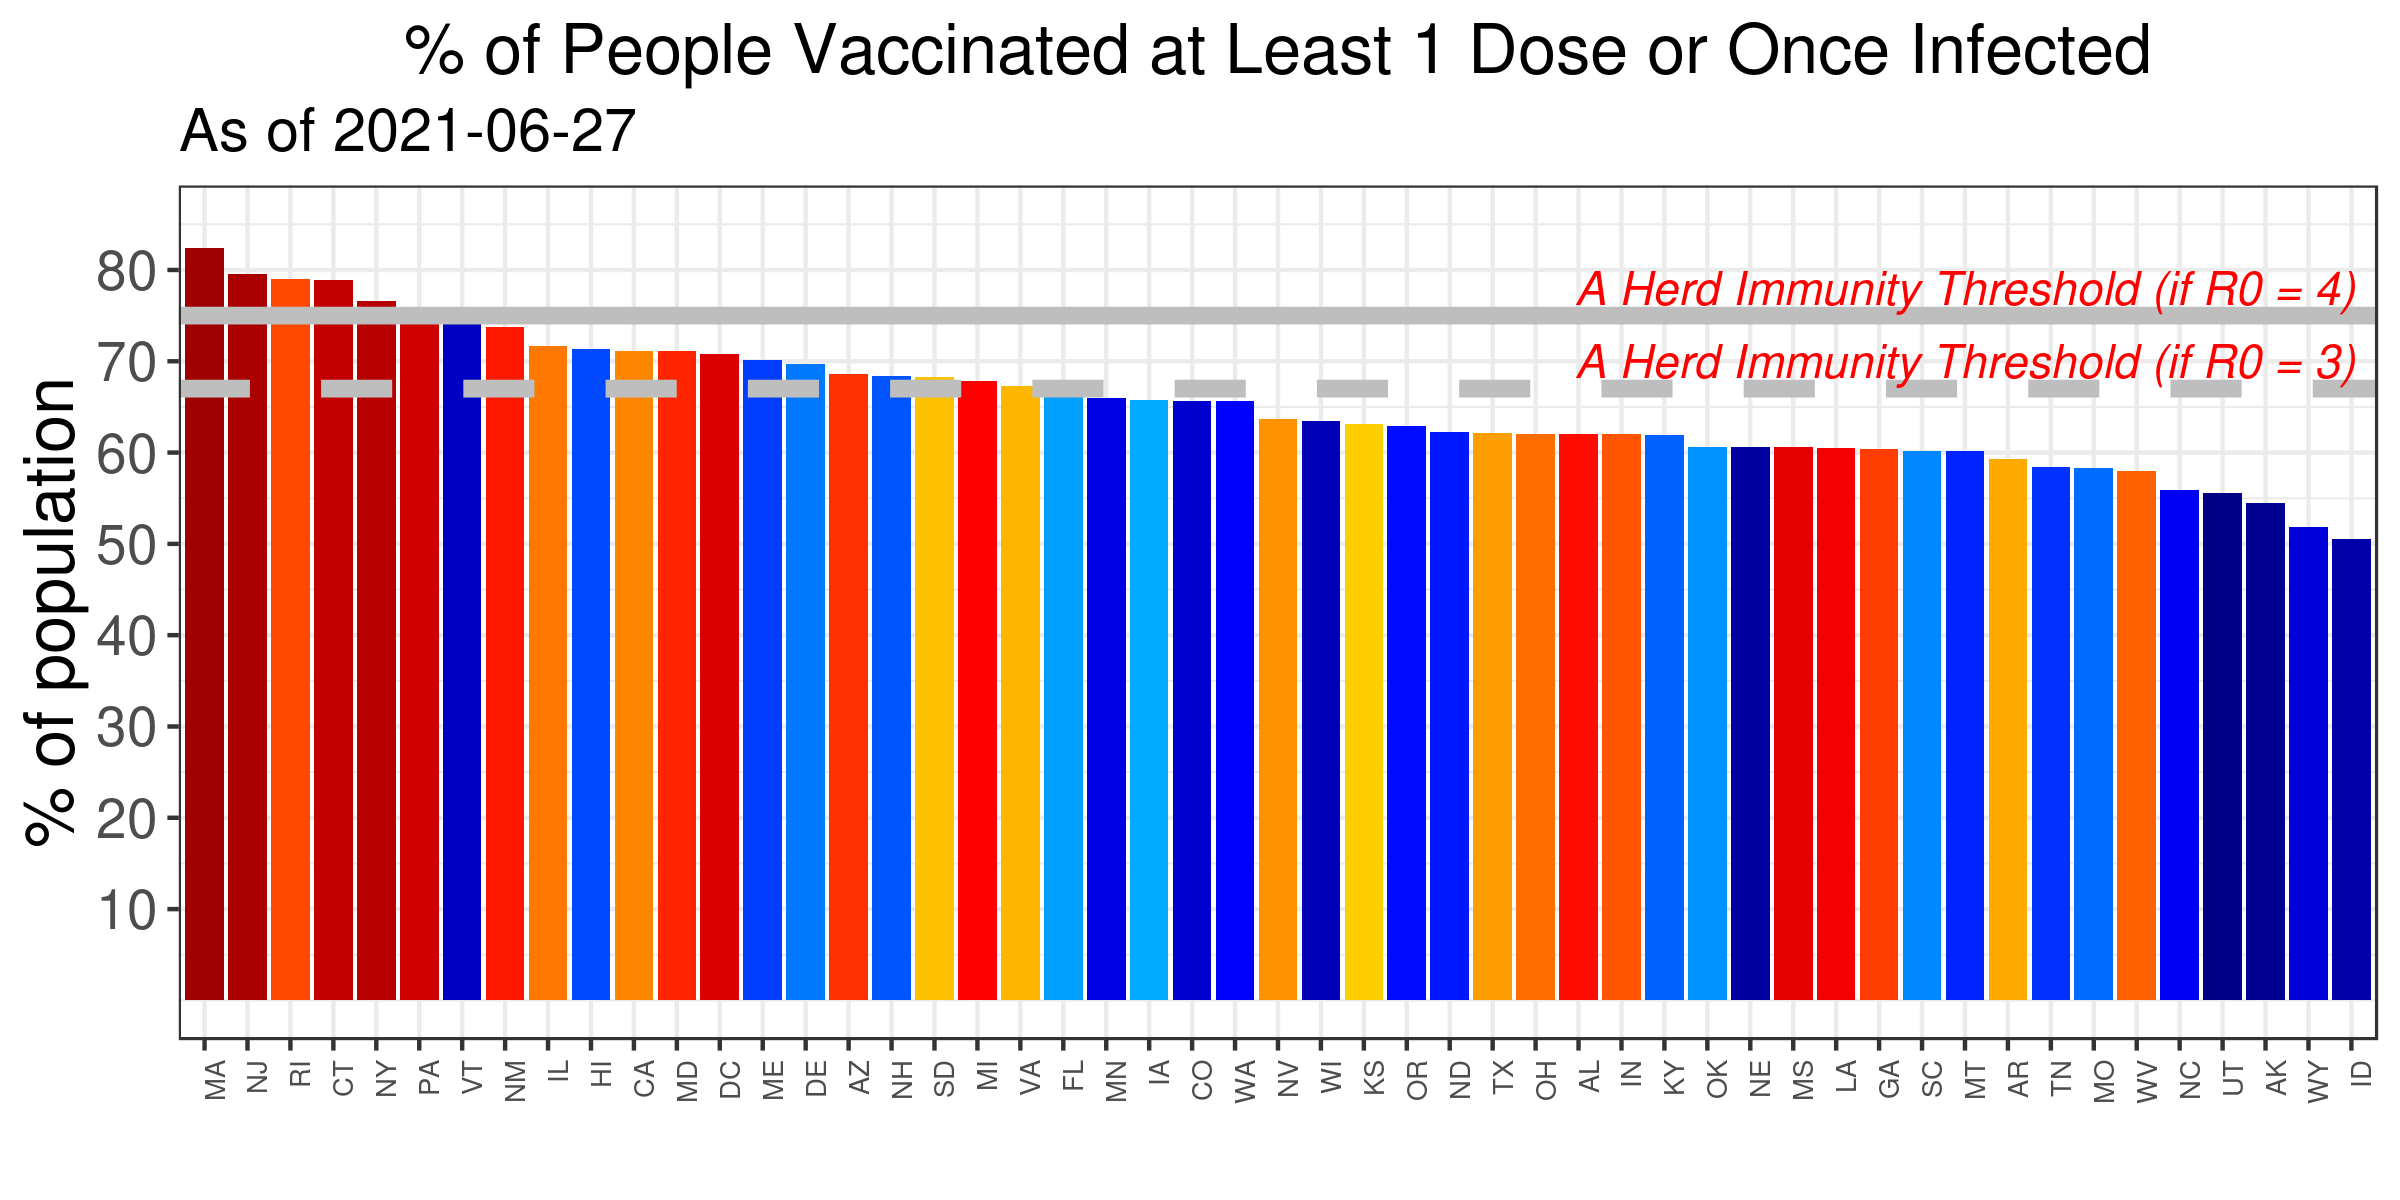 % of People Vaccinated at Least 1 Dose or Once Infected
As of 2021-06-27
% of population
80
70
60
50
40
30
20
10
A Herd Immunity Threshold (if R0 = 4)
A Herd Immunity Threshold (if R0 = 3)
MA NJ RI CT NY PA VT NM IL HI CA MD DC ME DE AZ NH SD MI VA FL MN IA CO WA NV WI KS OR ND TX OH AL IN KY OK NE MS LA GA SC MT AR TN MO WV NC UT AK WY ID